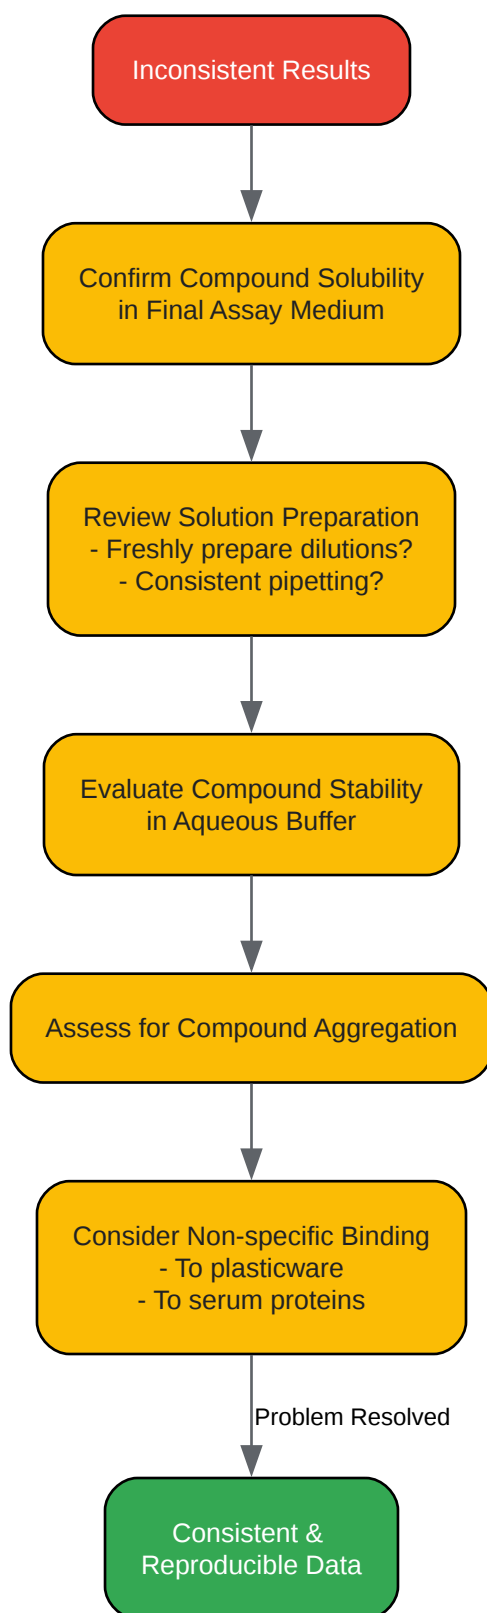 Inconsistent Results
Confirm Compound Solubility
in Final Assay Medium
Review Solution Preparation
- Freshly prepare dilutions?
- Consistent pipetting?
Evaluate Compound Stability
in Aqueous Buffer
Assess for Compound Aggregation
Consider Non-specific Binding
- To plasticware
- To serum proteins
Problem Resolved
Consistent &
Reproducible Data